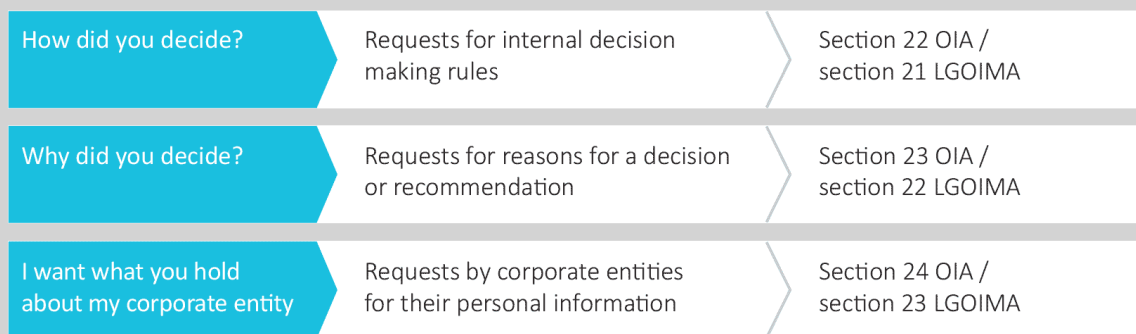 How did you decide?
Requests for internal decision
making rules
Section 22 OIA /
section 21 LGOIMA
Why did you decide?
Requests for reasons for a decision
or recommendation
Section 23 OIA /
section 22 LGOIMA
I want what you hold
about my corporate entity
Requests by corporate entities
for their personal information
Section 24 OIA /
section 23 LGOIMA